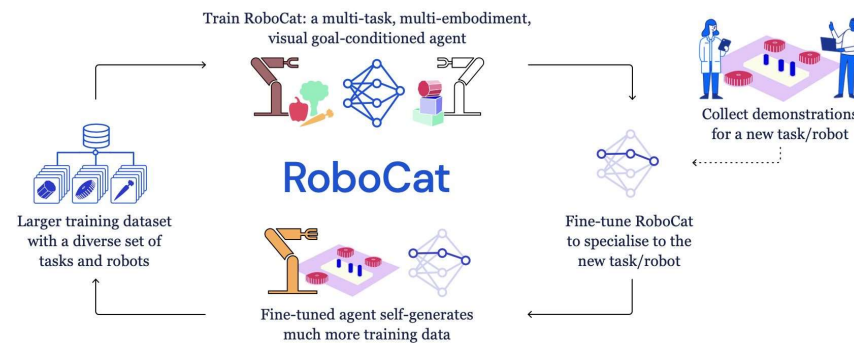 Train RoboCat: a multi-task, multi-embodiment,
visual goal-conditioned agent
Collect demonstrations
for a new task/robot
RoboCat
Larger training dataset
with a diverse set of
tasks and robots
Fine-tune RoboCat
to specialise to the
new task/robot
Fine-tuned agent self-generates
much more training data